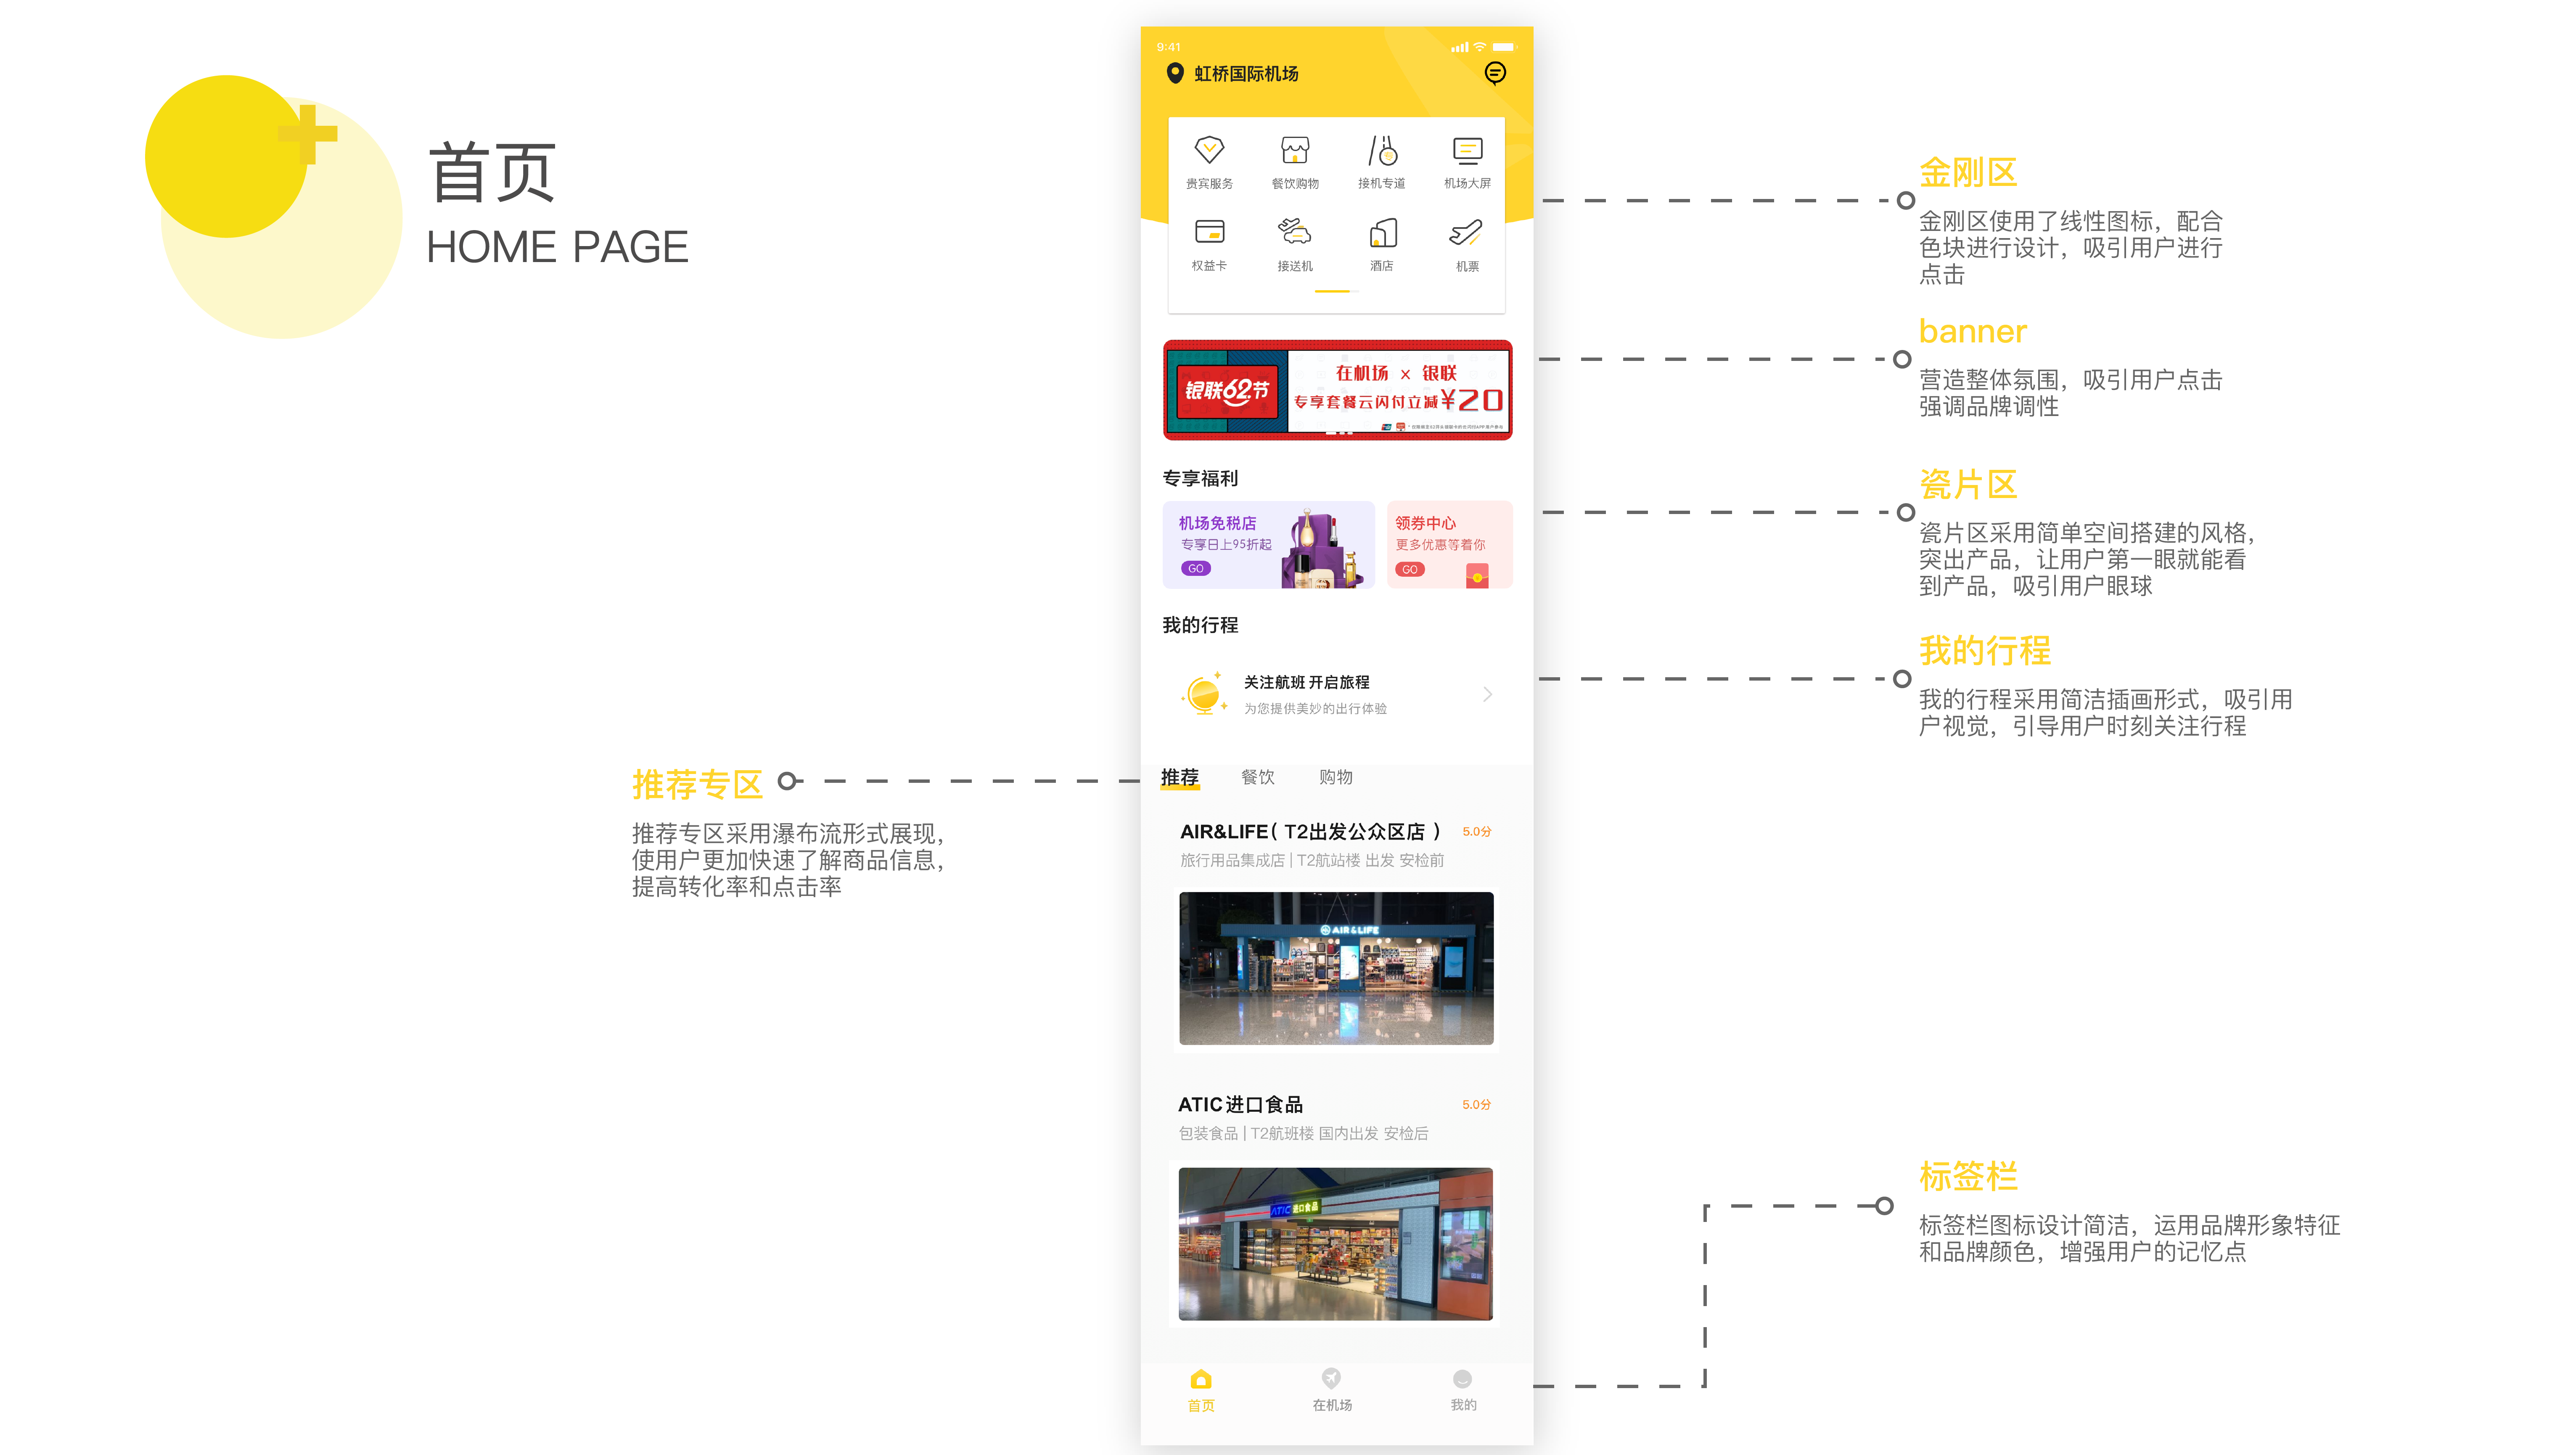 首页
HOME PAGE
9:41
虹桥国际机场
贵宾服务
餐饮购物
接机专道
机场大屏
权益卡
接送机
酒店
机票
银联62节
在机场 × 银联
专享套餐云闪付立减¥20
专享福利
机场免税店
专享日上95折起
GO
领券中心
更多优惠等着你
GO
我的行程
关注航班 开启旅程
为您提供美妙的出行体验
推荐
餐饮
购物
AIR&LIFE( T2出发公众区店 )
5.0分
旅行用品集成店 | T2航站楼 出发 安检前
AIR&LIFE
ATIC进口食品
5.0分
包装食品 | T2航班楼 国内出发 安检后
ATIC 进口食品
首页
在机场
我的
推荐专区
推荐专区采用瀑布流形式展现，
使用户更加快速了解商品信息，
提高转化率和点击率
金刚区
金刚区使用了线性图标，配合
色块进行设计，吸引用户进行
点击
banner
营造整体氛围，吸引用户点击
强调品牌调性
瓷片区
瓷片区采用简单空间搭建的风格，
突出产品，让用户第一眼就能看
到产品，吸引用户眼球
我的行程
我的行程采用简洁插画形式，吸引用
户视觉，引导用户时刻关注行程
标签栏
标签栏图标设计简洁，运用品牌形象特征
和品牌颜色，增强用户的记忆点